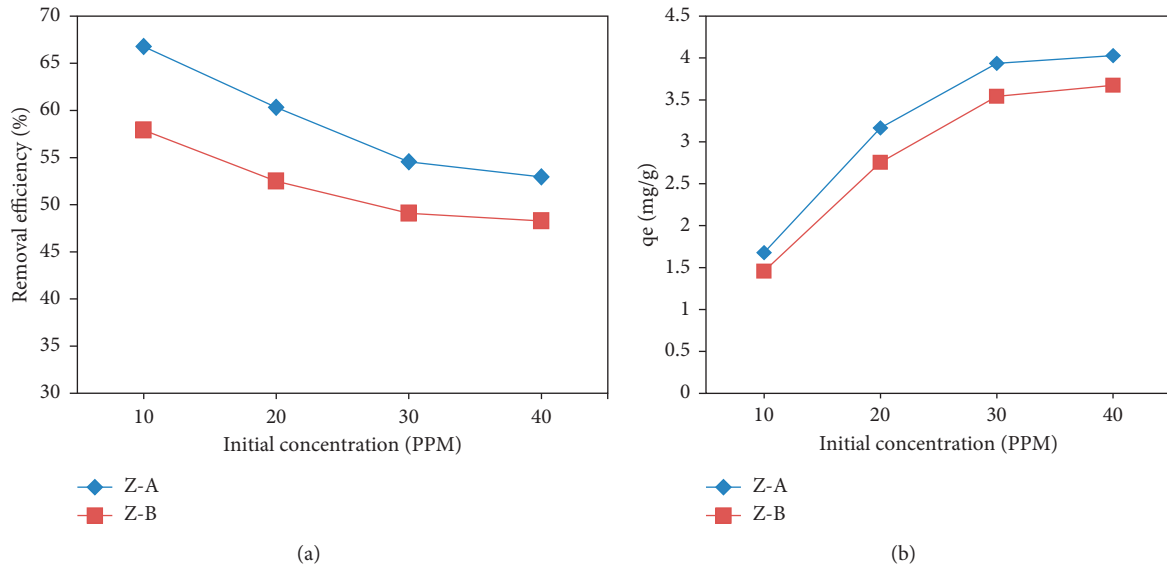 Removal efficiency (%)
70
65
60
55
50
45
40
35
30
10 20 30 40
Initial concentration (PPM)
Z-A
Z-B
(a)
qe (mg/g)
4.5
4
3.5
3
2.5
2
1.5
1
0.5
0
10 20 30 40
Initial concentration (PPM)
Z-A
Z-B
(b)